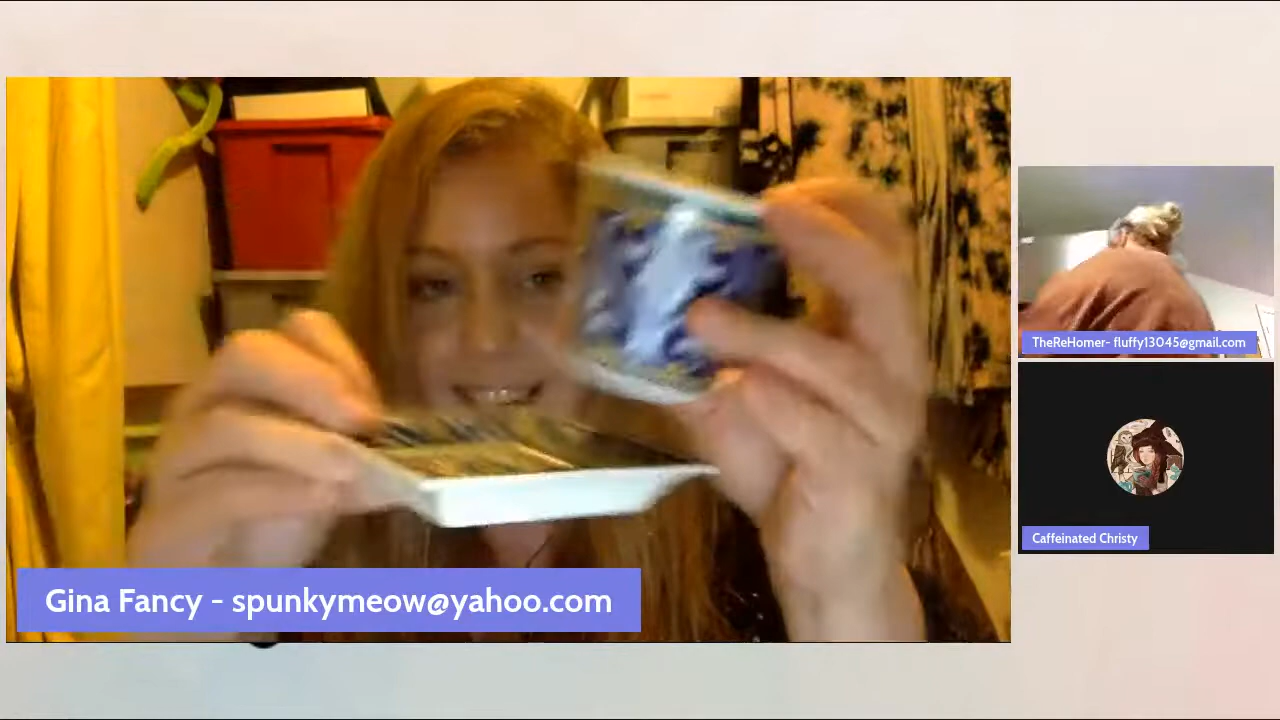 Gina Fancy - spunkymeow@yahoo.com
TheReHomer- fluffy13045@gmail.com
Caffeinated Christy